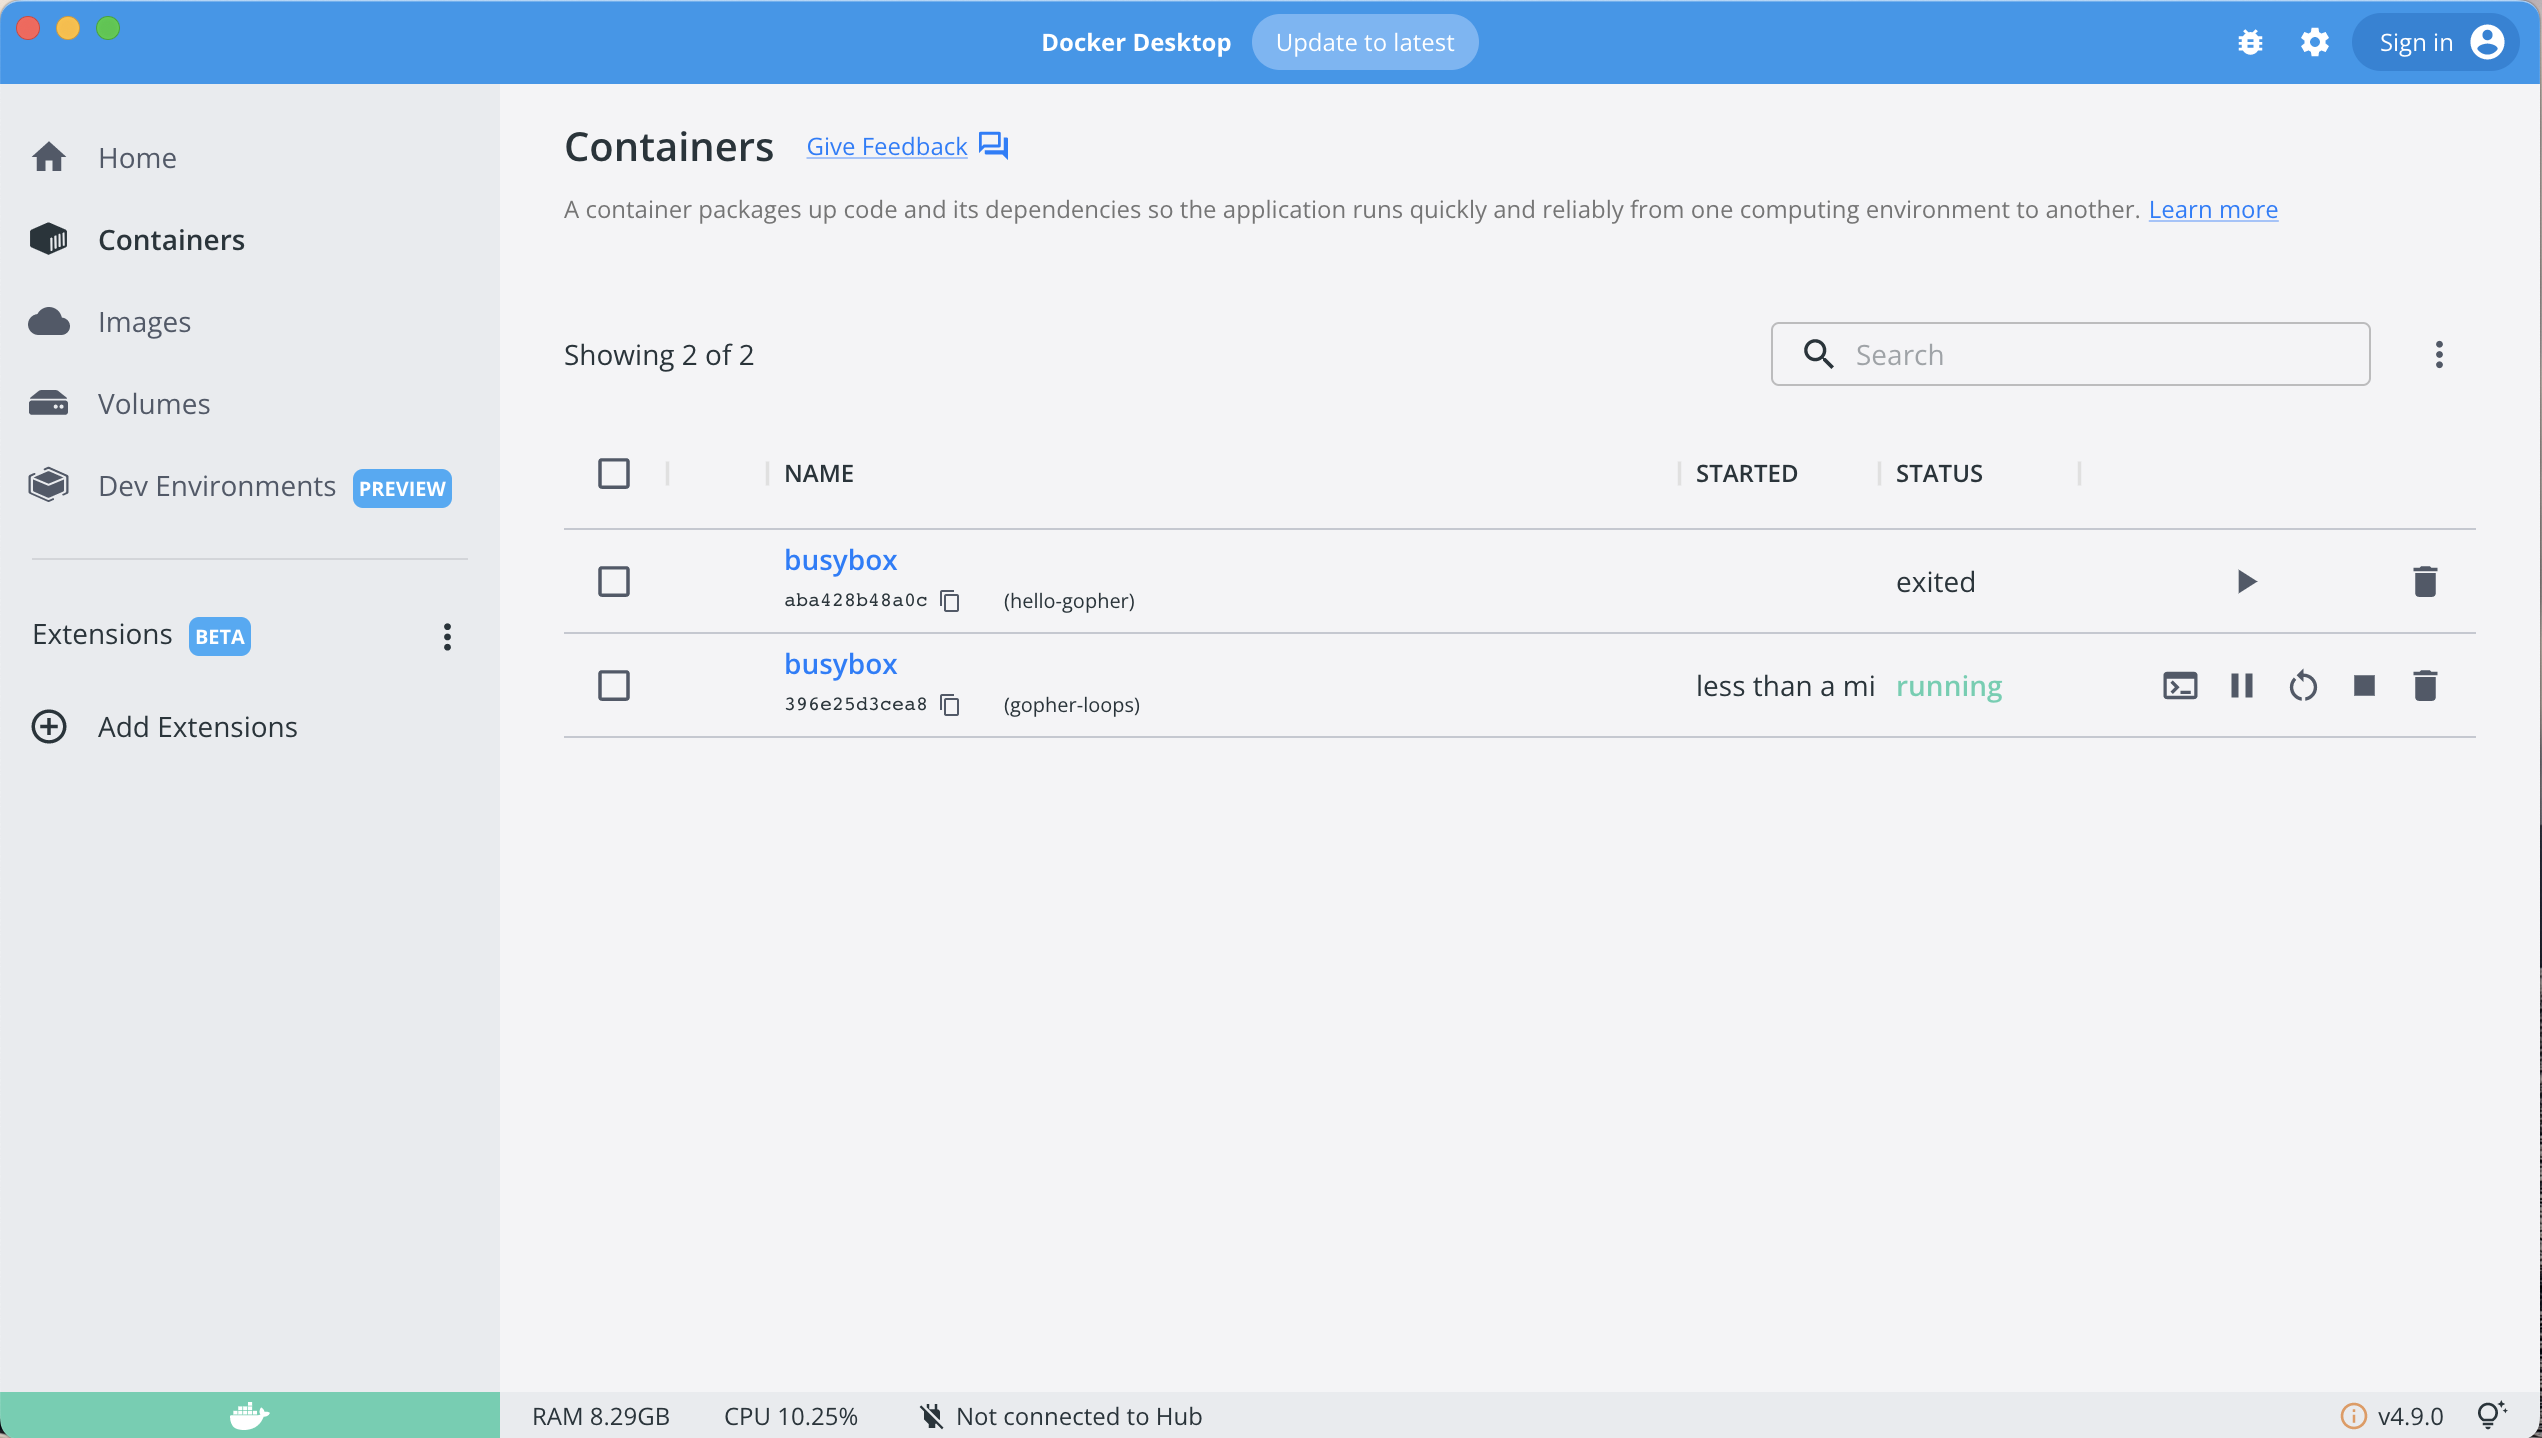 Docker Desktop Update to latest Sign in
Home
Containers
Images
Volumes
Dev Environments PREVIEW
Extensions BETA
Add Extensions
Containers Give Feedback
A container packages up code and its dependencies so the application runs quickly and reliably from one computing environment to another. Learn more
Showing 2 of 2 Search
NAME STARTED STATUS
busybox
aba428b48a0c (hello-gopher) exited
busybox
396e25d3cea8 (gopher-loops) less than a mi running
RAM 8.29GB CPU 10.25% Not connected to Hub v4.9.0